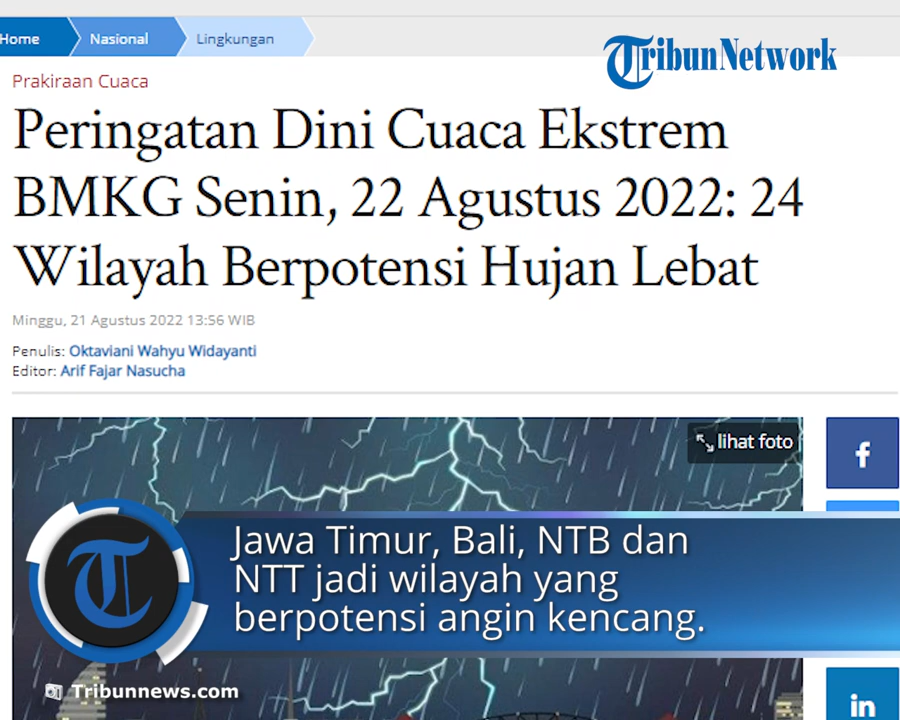 Home Nasional Lingkungan
TribunNetwork
Prakiraan Cuaca
Peringatan Dini Cuaca Ekstrem
BMKG Senin, 22 Agustus 2022: 24
Wilayah Berpotensi Hujan Lebat
Minggu, 21 Agustus 2022 13:56 WIB
Penulis: Oktaviani Wahyu Widayanti
Editor: Arif Fajar Nasucha
lihat foto
f
T
Jawa Timur, Bali, NTB dan
NTT jadi wilayah yang
berpotensi angin kencang.
Tribunnews.com
in